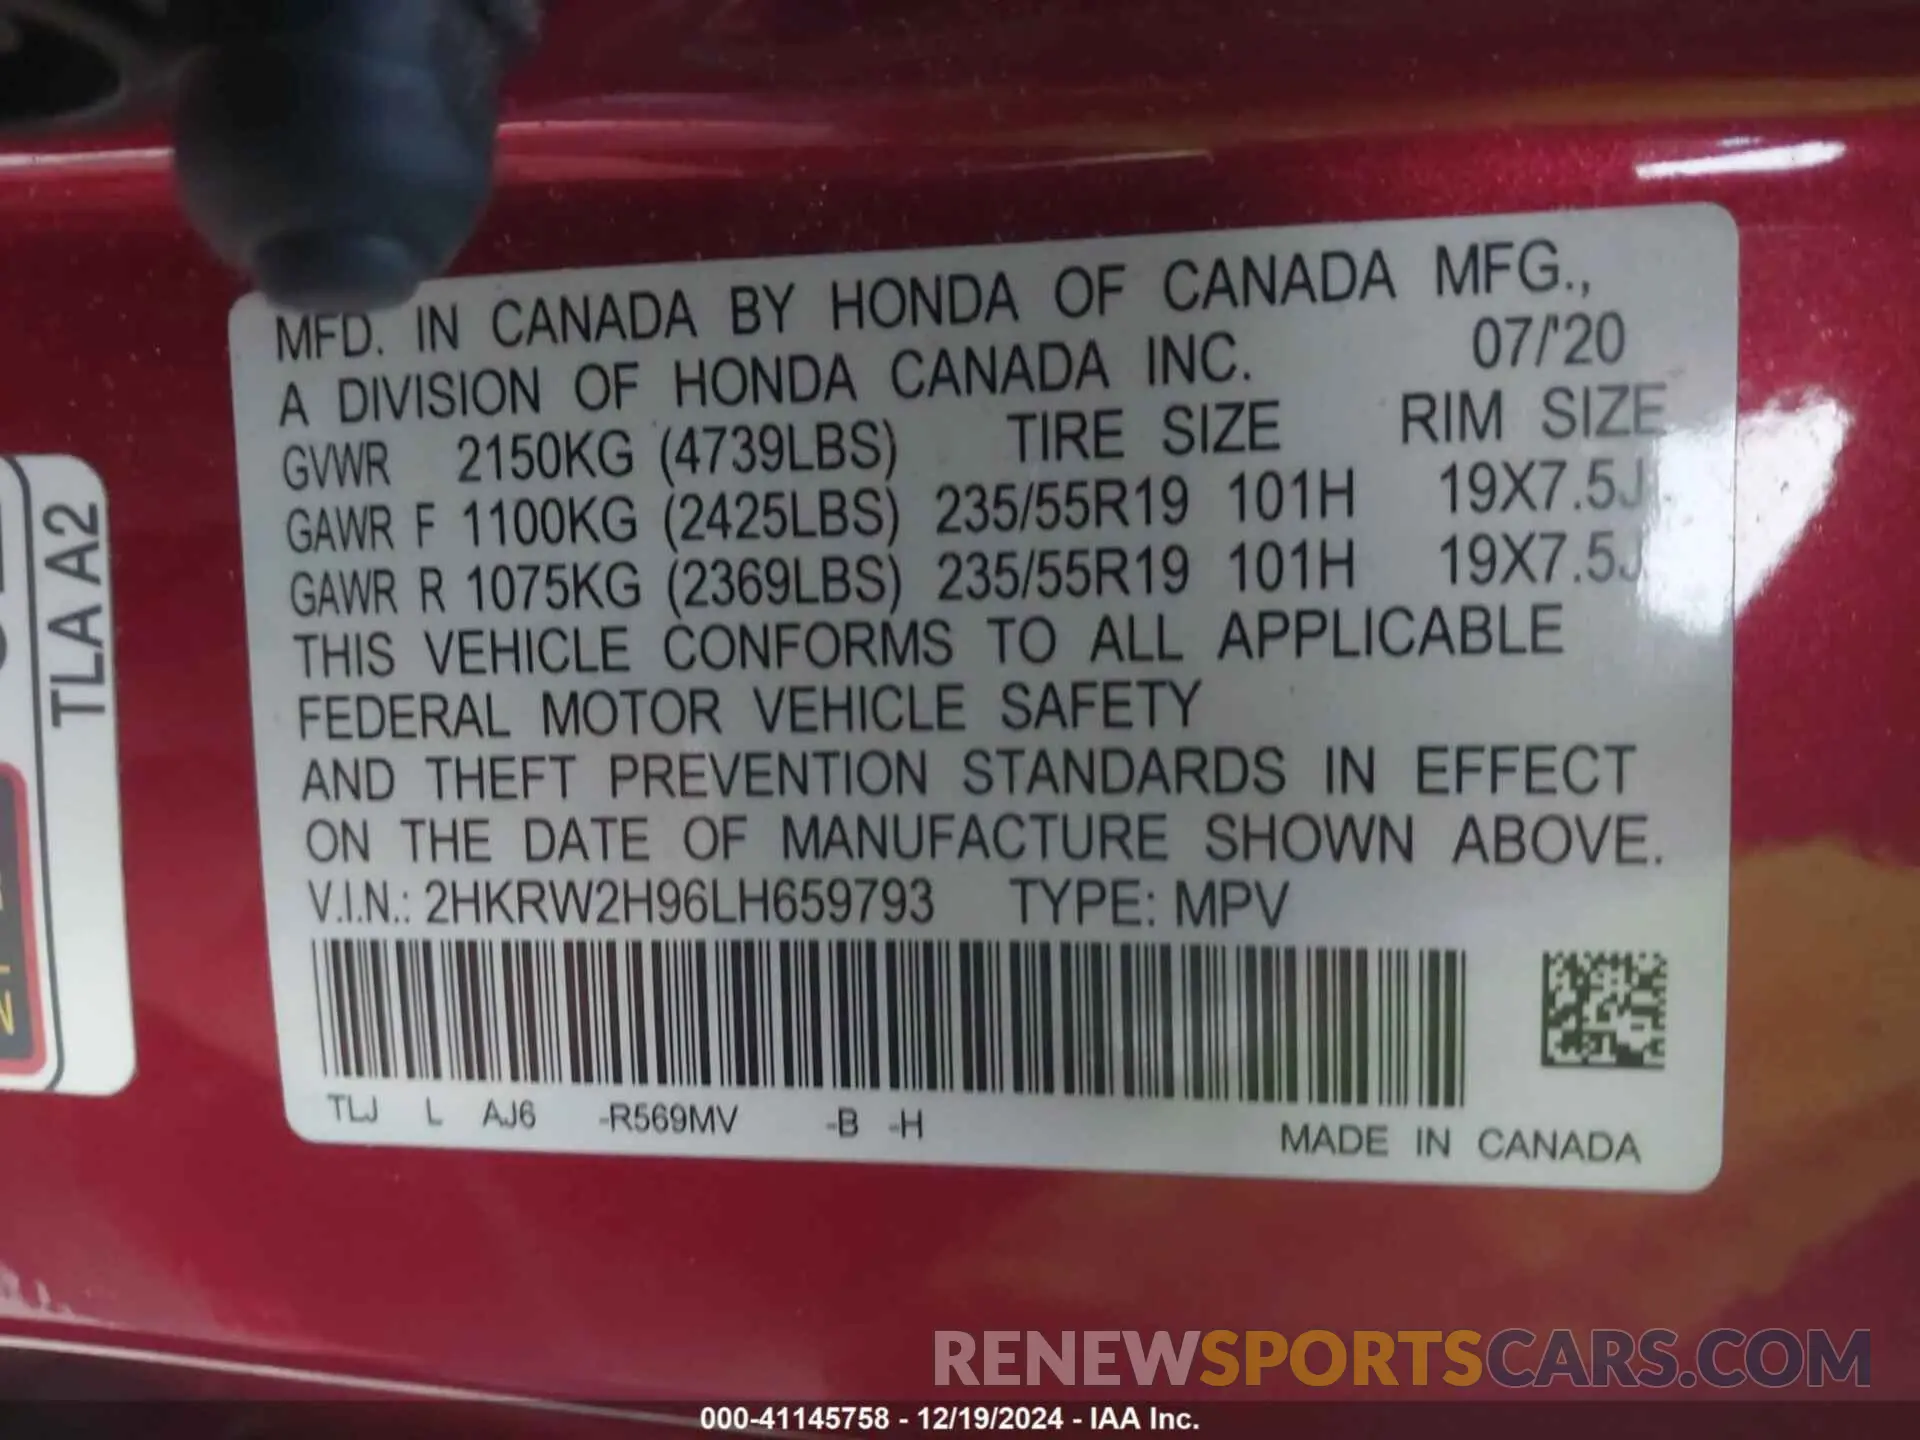 MFD. IN CANADA BY HONDA OF CANADA MFG.,
A DIVISION OF HONDA CANADA INC. 07/'20
GVWR 2150KG (4739LBS) TIRE SIZE RIM SIZE
GAWR F 1100KG (2425LBS) 235/55R19 101H 19X7.5J
GAWR R 1075KG (2369LBS) 235/55R19 101H 19X7.5J
THIS VEHICLE CONFORMS TO ALL APPLICABLE
FEDERAL MOTOR VEHICLE SAFETY
AND THEFT PREVENTION STANDARDS IN EFFECT
ON THE DATE OF MANUFACTURE SHOWN ABOVE.
V.I.N.: 2HKRW2H96LH659793 TYPE: MPV
TLJ L AJ6 -R569MV -B -H
MADE IN CANADA
TLA A2
RENEWSPORTSCARS.COM
000-41145758 - 12/19/2024 - IAA Inc.